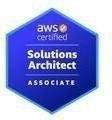 aws
certified
Solutions
Architect
ASSOCIATE